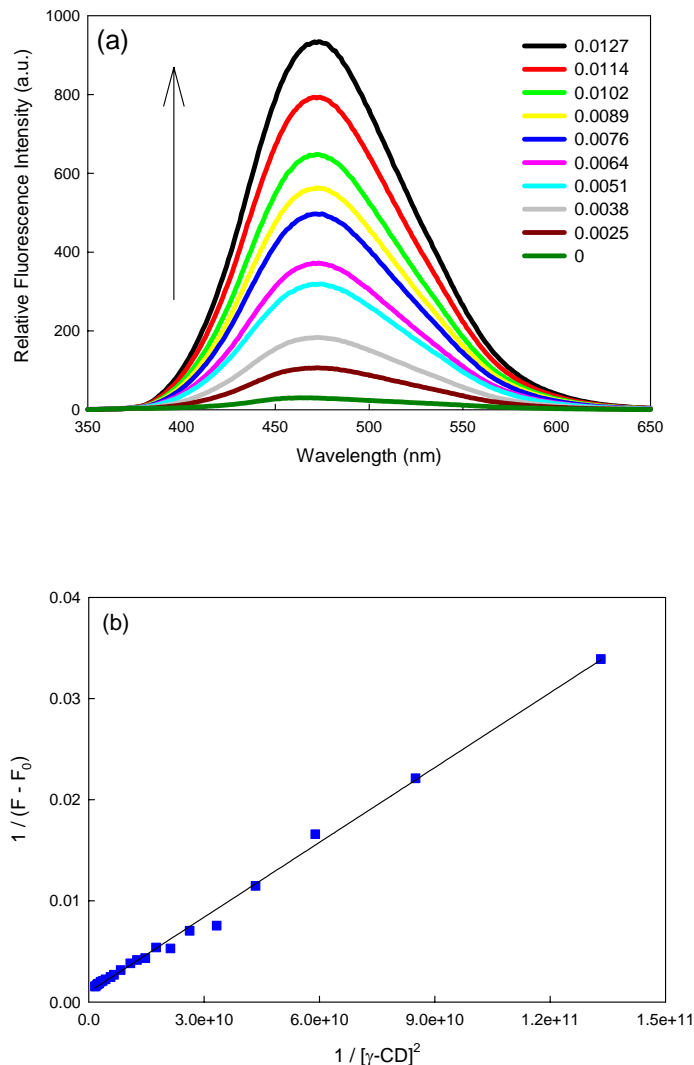 (a)
Relative Fluorescence Intensity (a.u.)
1000
800
600
400
200
0
350
400
450
500
550
600
650
Wavelength (nm)
0.0127
0.0114
0.0102
0.0089
0.0076
0.0064
0.0051
0.0038
0.0025
0
(b)
1 / (F - F₀)
0.04
0.03
0.02
0.01
0.00
0.0
3.0e+10
6.0e+10
9.0e+10
1.2e+11
1.5e+11
1 / [γ-CD]²